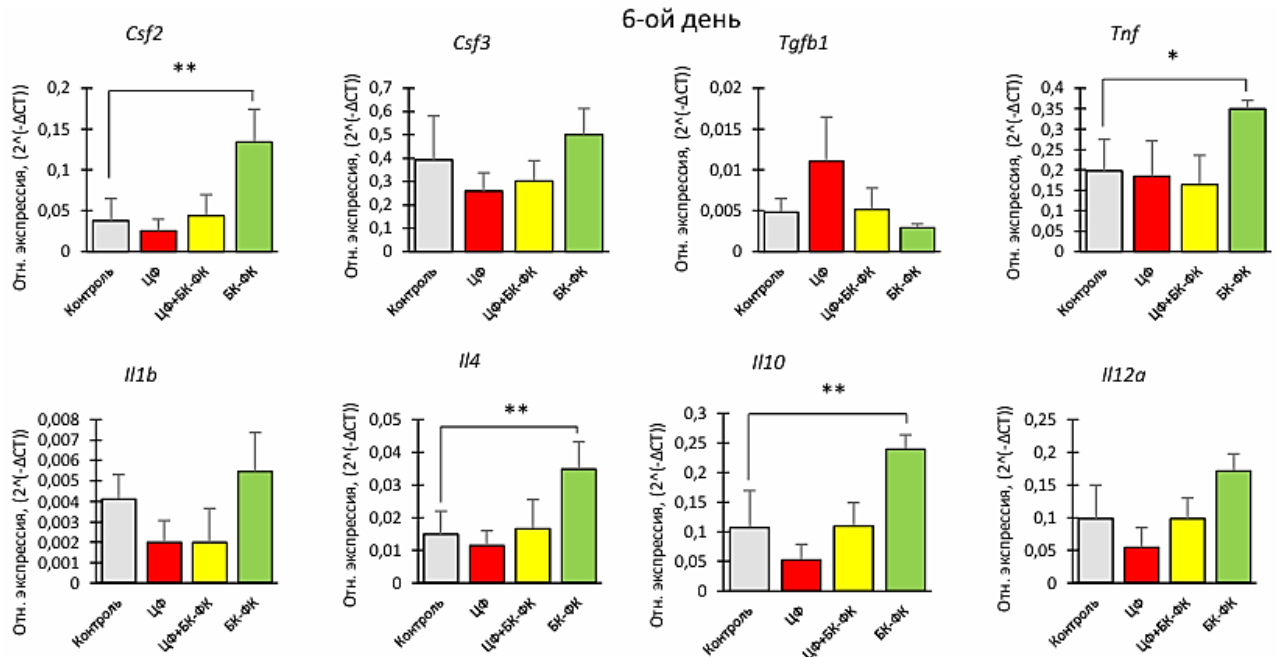 6-ой день
Csf2
**
Отн. экспрессия, (2^(-ΔCT))
0,2
0,15
0,1
0,05
0
Контроль
ЦФ
ЦФ+БК-ФК
БК-ФК
Csf3
Отн. экспрессия, (2^(-ΔCT))
0,7
0,6
0,5
0,4
0,3
0,2
0,1
0
Контроль
ЦФ
ЦФ+БК-ФК
БК-ФК
Tgfb1
Отн. экспрессия, (2^(-ΔCT))
0,02
0,015
0,01
0,005
0
Контроль
ЦФ
ЦФ+БК-ФК
БК-ФК
Tnf
*
Отн. экспрессия, (2^(-ΔCT))
0,4
0,35
0,3
0,25
0,2
0,15
0,1
0,05
0
Контроль
ЦФ
ЦФ+БК-ФК
БК-ФК
Il1b
Отн. экспрессия, (2^(-ΔCT))
0,008
0,007
0,006
0,005
0,004
0,003
0,002
0,001
0
Контроль
ЦФ
ЦФ+БК-ФК
БК-ФК
Il4
**
Отн. экспрессия, (2^(-ΔCT))
0,05
0,04
0,03
0,02
0,01
0
Контроль
ЦФ
ЦФ+БК-ФК
БК-ФК
Il10
**
Отн. экспрессия, (2^(-ΔCT))
0,3
0,25
0,2
0,15
0,1
0,05
0
Контроль
ЦФ
ЦФ+БК-ФК
БК-ФК
Il12a
Отн. экспрессия, (2^(-ΔCT))
0,25
0,2
0,15
0,1
0,05
0
Контроль
ЦФ
ЦФ+БК-ФК
БК-ФК